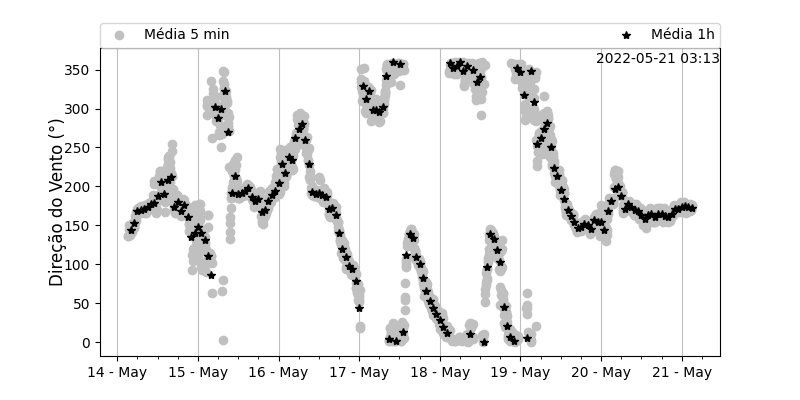 Média 5 min
Média 1h
2022-05-21 03:13
Direção do Vento (°)
350
300
250
200
150
100
50
0
14 - May
15 - May
16 - May
17 - May
18 - May
19 - May
20 - May
21 - May